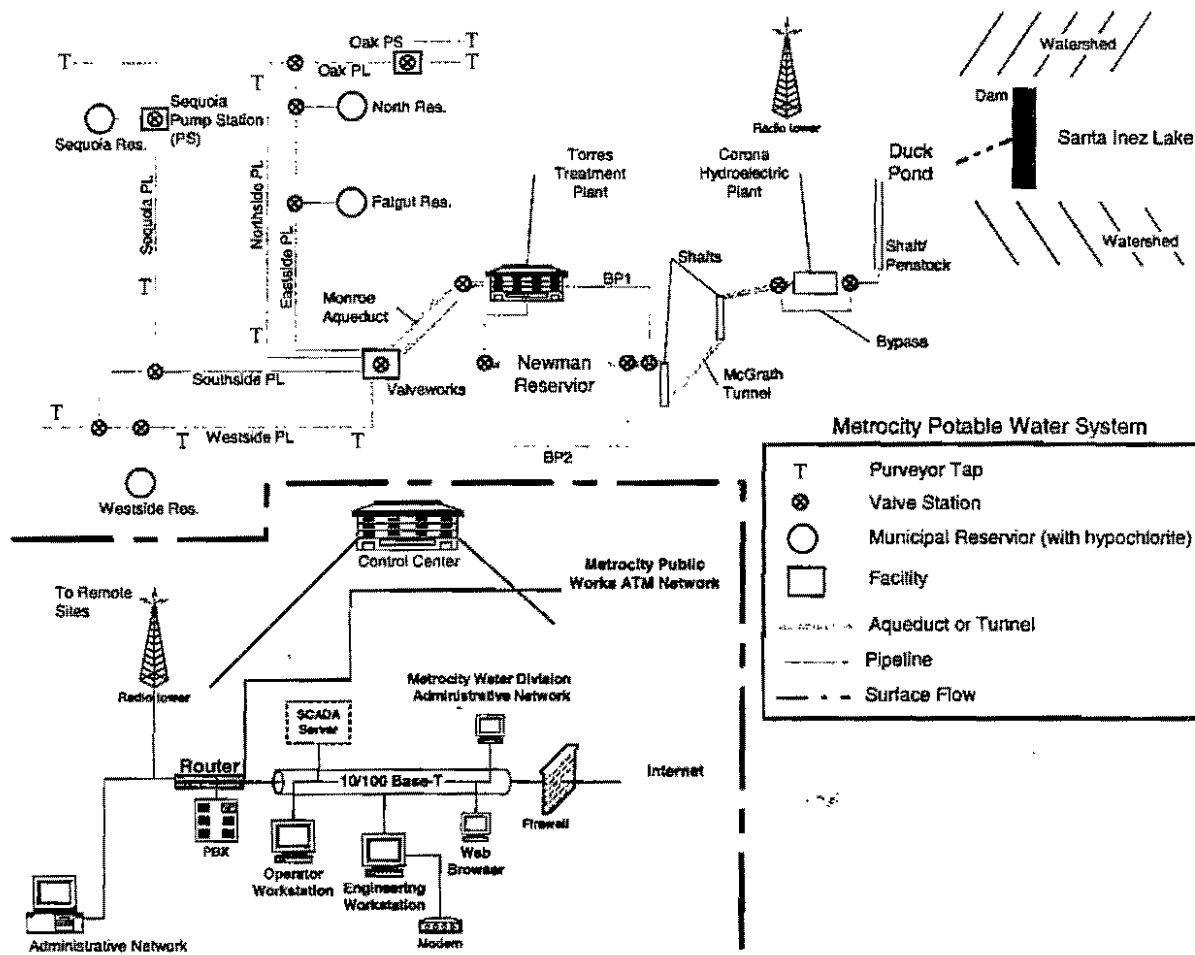 T
Oak PS
T
Oak PL
T
T
Sequoia
Pump Station
(PS)
North Res.
Sequoia Res.
Radio tower
Watershed
Dam
Santa Inez Lake
Duck
Pond
Torres
Treatment
Plant
Corona
Hydroelectric
Plant
Sequoia PL
Northside PL
Eastside PL
Falgut Res.
Watershed
Shaft/
Penstock
Shafts
T
BP1
Monroe
Aqueduct
T
Bypass
Newman
Reservior
McGrath
Tunnel
Southside PL
Valveworks
T
T
Westside PL
T
BP2
Westside Res.
Metrocity Potable Water System
T
Purveyor Tap
Valve Station
Municipal Reservior (with hypochlorite)
Facility
Aqueduct or Tunnel
Pipeline
Surface Flow
Control Center
Metrocity Public
Works ATM Network
To Remote
Sites
Radio tower
Metrocity Water Division
Administrative Network
SCADA
Server
Router
10/100 Base-T
Internet
PBX
Firewall
Operator
Workstation
Engineering
Workstation
Web
Browser
Modem
Administrative Network